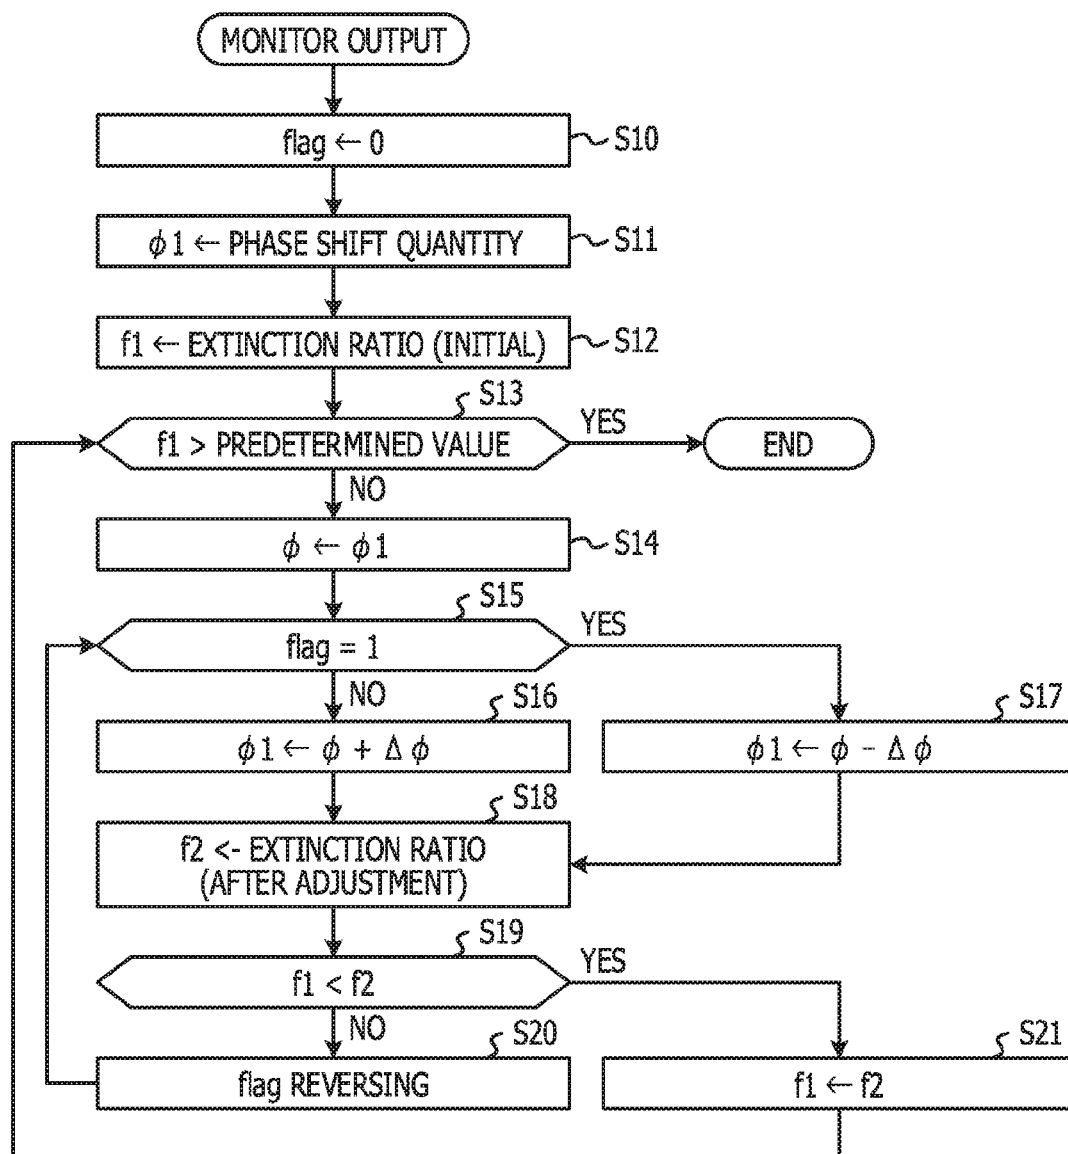 MONITOR OUTPUT
flag ← 0
S10
ϕ1 ← PHASE SHIFT QUANTITY
S11
f1 ← EXTINCTION RATIO (INITIAL)
S12
S13
f1 > PREDETERMINED VALUE
YES
END
NO
ϕ ← ϕ1
S14
S15
flag = 1
YES
NO
S16
ϕ1 ← ϕ + Δϕ
S17
ϕ1 ← ϕ - Δϕ
S18
f2 <- EXTINCTION RATIO
(AFTER ADJUSTMENT)
S19
f1 < f2
YES
NO
S20
flag REVERSING
S21
f1 ← f2